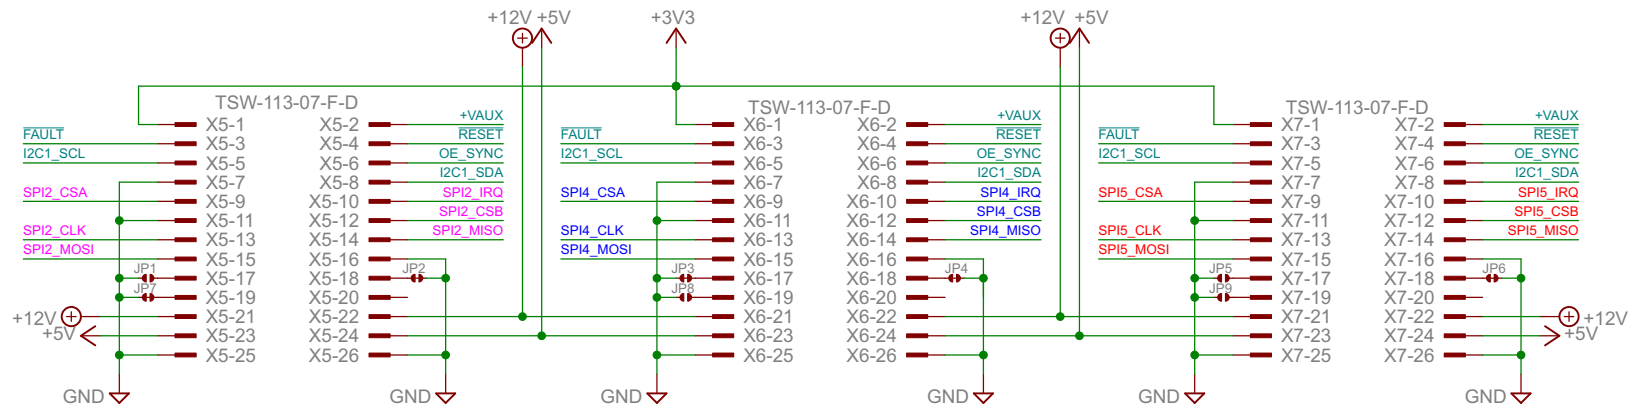 +12V +5V
+3V3
+12V +5V
TSW-113-07-F-D
TSW-113-07-F-D
TSW-113-07-F-D
X5-1 X5-2 +VAUX X6-1 X6-2 +VAUX X7-1 X7-2 +VAUX
FAULT X5-3 X5-4 RESET FAULT X6-3 X6-4 RESET FAULT X7-3 X7-4 RESET
I2C1_SCL X5-5 X5-6 OE_SYNC I2C1_SCL X6-5 X6-6 OE_SYNC I2C1_SCL X7-5 X7-6 OE_SYNC
X5-7 X5-8 I2C1_SDA X6-7 X6-8 I2C1_SDA X7-7 X7-8 I2C1_SDA
SPI2_CSA X5-9 X5-10 SPI2_IRQ SPI4_CSA X6-9 X6-10 SPI4_IRQ SPI5_CSA X7-9 X7-10 SPI5_IRQ
X5-11 X5-12 SPI2_CSB X6-11 X6-12 SPI4_CSB X7-11 X7-12 SPI5_CSB
SPI2_CLK X5-13 X5-14 SPI2_MISO SPI4_CLK X6-13 X6-14 SPI4_MISO SPI5_CLK X7-13 X7-14 SPI5_MISO
SPI2_MOSI X5-15 X5-16 SPI4_MOSI X6-15 X6-16 SPI5_MOSI X7-15 X7-16
JP1 X5-17 X5-18 JP2 JP3 X6-17 X6-18 JP4 JP5 X7-17 X7-18 JP6
JP7 X5-19 X5-20 JP8 X6-19 X6-20 JP9 X7-19 X7-20
+12V X5-21 X5-22 X6-21 X6-22 X7-21 X7-22 +12V
+5V X5-23 X5-24 X6-23 X6-24 X7-23 X7-24 +5V
X5-25 X5-26 X6-25 X6-26 X7-25 X7-26
GND GND GND GND GND GND